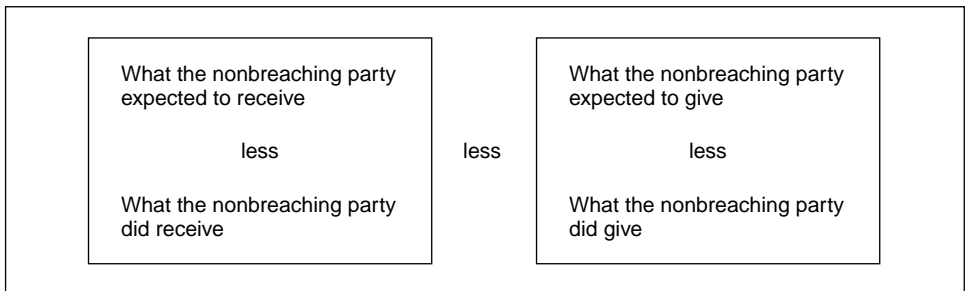 What the nonbreaching party
expected to receive
less
What the nonbreaching party
did receive
less
What the nonbreaching party
expected to give
less
What the nonbreaching party
did give